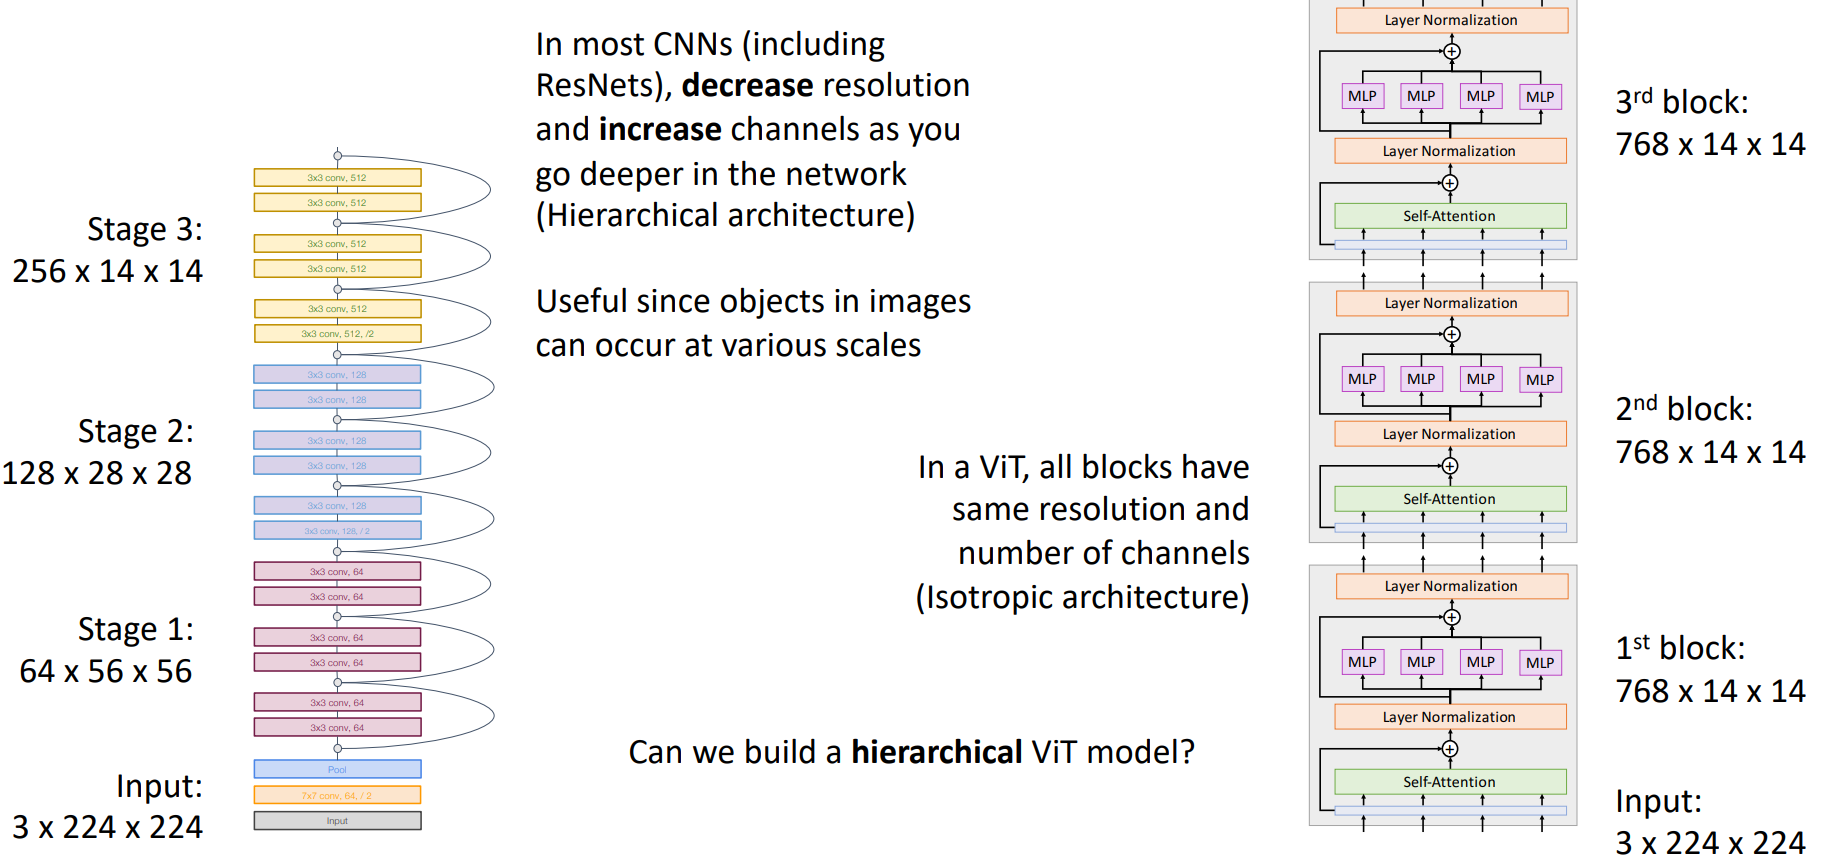 In most CNNs (including
ResNets), decrease resolution
and increase channels as you
go deeper in the network
(Hierarchical architecture)
Useful since objects in images
can occur at various scales
Stage 3:
256 x 14 x 14
Stage 2:
128 x 28 x 28
Stage 1:
64 x 56 x 56
Input:
3 x 224 x 224
3x3 conv, 512
3x3 conv, 512
3x3 conv, 512
3x3 conv, 512
3x3 conv, 512
3x3 conv, 512, /2
3x3 conv, 128
3x3 conv, 128
3x3 conv, 128
3x3 conv, 128
3x3 conv, 128
3x3 conv, 128, / 2
3x3 conv, 64
3x3 conv, 64
3x3 conv, 64
3x3 conv, 64
3x3 conv, 64
3x3 conv, 64
Pool
7x7 conv, 64, / 2
Input
In a ViT, all blocks have
same resolution and
number of channels
(Isotropic architecture)
Can we build a hierarchical ViT model?
Layer Normalization
MLP MLP MLP MLP
Layer Normalization
Self-Attention
Layer Normalization
MLP MLP MLP MLP
Layer Normalization
Self-Attention
Layer Normalization
MLP MLP MLP MLP
Layer Normalization
Self-Attention
3rd block:
768 x 14 x 14
2nd block:
768 x 14 x 14
1st block:
768 x 14 x 14
Input:
3 x 224 x 224